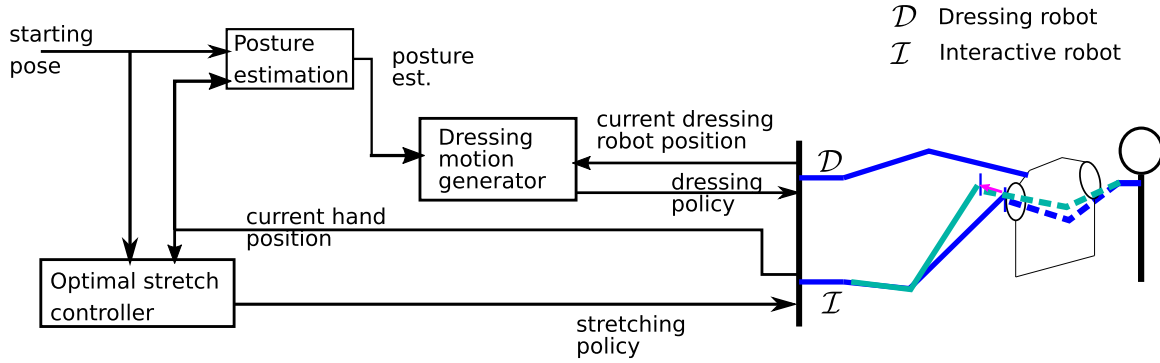 starting
pose
Posture
estimation
posture
est.
Dressing
motion
generator
current dressing
robot position
dressing
policy
current hand
position
Optimal stretch
controller
stretching
policy
𝒟
ℐ
𝒟 Dressing robot
ℐ Interactive robot